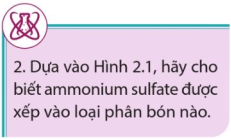 2. Dựa vào Hình 2.1, hãy cho
biết ammonium sulfate được
xếp vào loại phân bón nào.